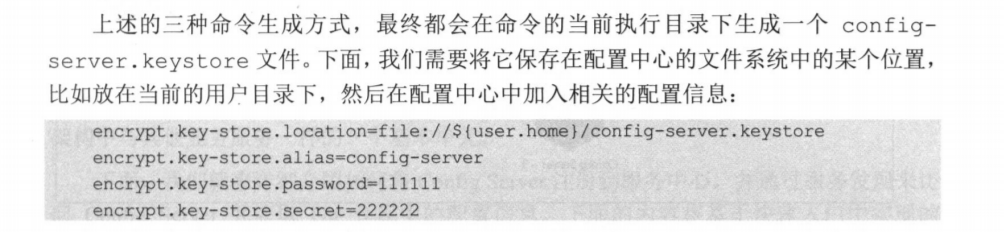 上述的三种命令生成方式，最终都会在命令的当前执行目录下生成一个 config-
server.keystore 文件。下面，我们需要将它保存在配置中心的文件系统中的某个位置，
比如放在当前的用户目录下，然后在配置中心中加入相关的配置信息：
encrypt.key-store.location=file://${user.home}/config-server.keystore
encrypt.key-store.alias=config-server
encrypt.key-store.password=111111
encrypt.key-store.secret=222222